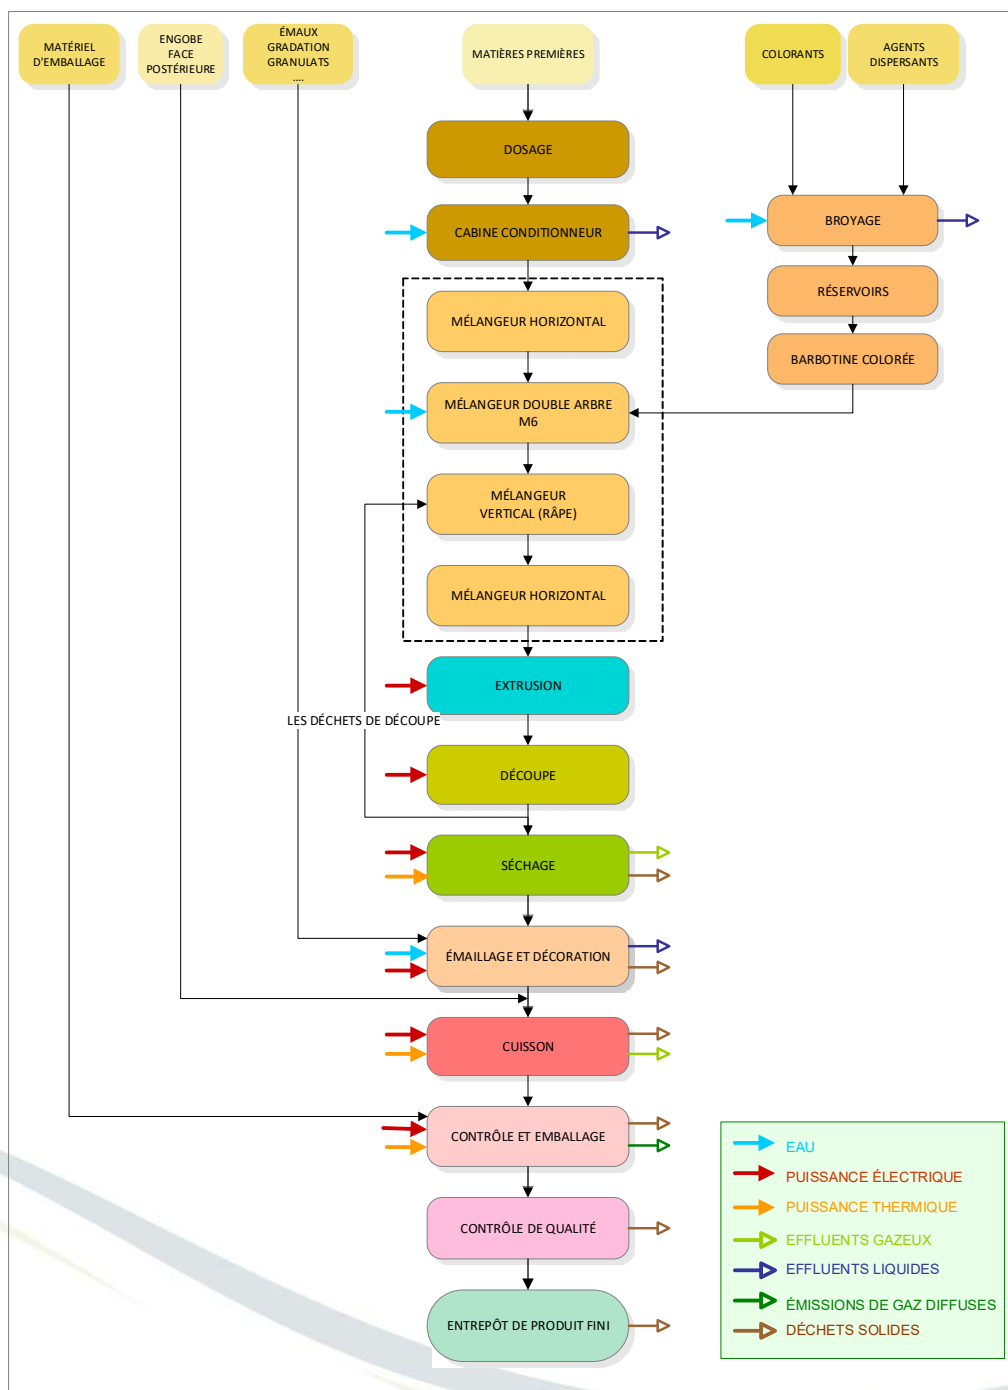 MATÉRIEL
D'EMBALLAGE
ENGOBE
FACE
POSTÉRIEURE
ÉMAUX
GRADATION
GRANULATS
....
MATIÈRES PREMIÈRES
COLORANTS
AGENTS
DISPERSANTS
DOSAGE
CABINE CONDITIONNEUR
BROYAGE
RÉSERVOIRS
BARBOTINE COLORÉE
MÉLANGEUR HORIZONTAL
MÉLANGEUR DOUBLE ARBRE
M6
MÉLANGEUR
VERTICAL (RÂPE)
MÉLANGEUR HORIZONTAL
EXTRUSION
LES DÉCHETS DE DÉCOUPE
DÉCOUPE
SÉCHAGE
ÉMAILLAGE ET DÉCORATION
CUISSON
CONTRÔLE ET EMBALLAGE
CONTRÔLE DE QUALITÉ
ENTREPÔT DE PRODUIT FINI
EAU
PUISSANCE ÉLECTRIQUE
PUISSANCE THERMIQUE
EFFLUENTS GAZEUX
EFFLUENTS LIQUIDES
ÉMISSIONS DE GAZ DIFFUSES
DÉCHETS SOLIDES